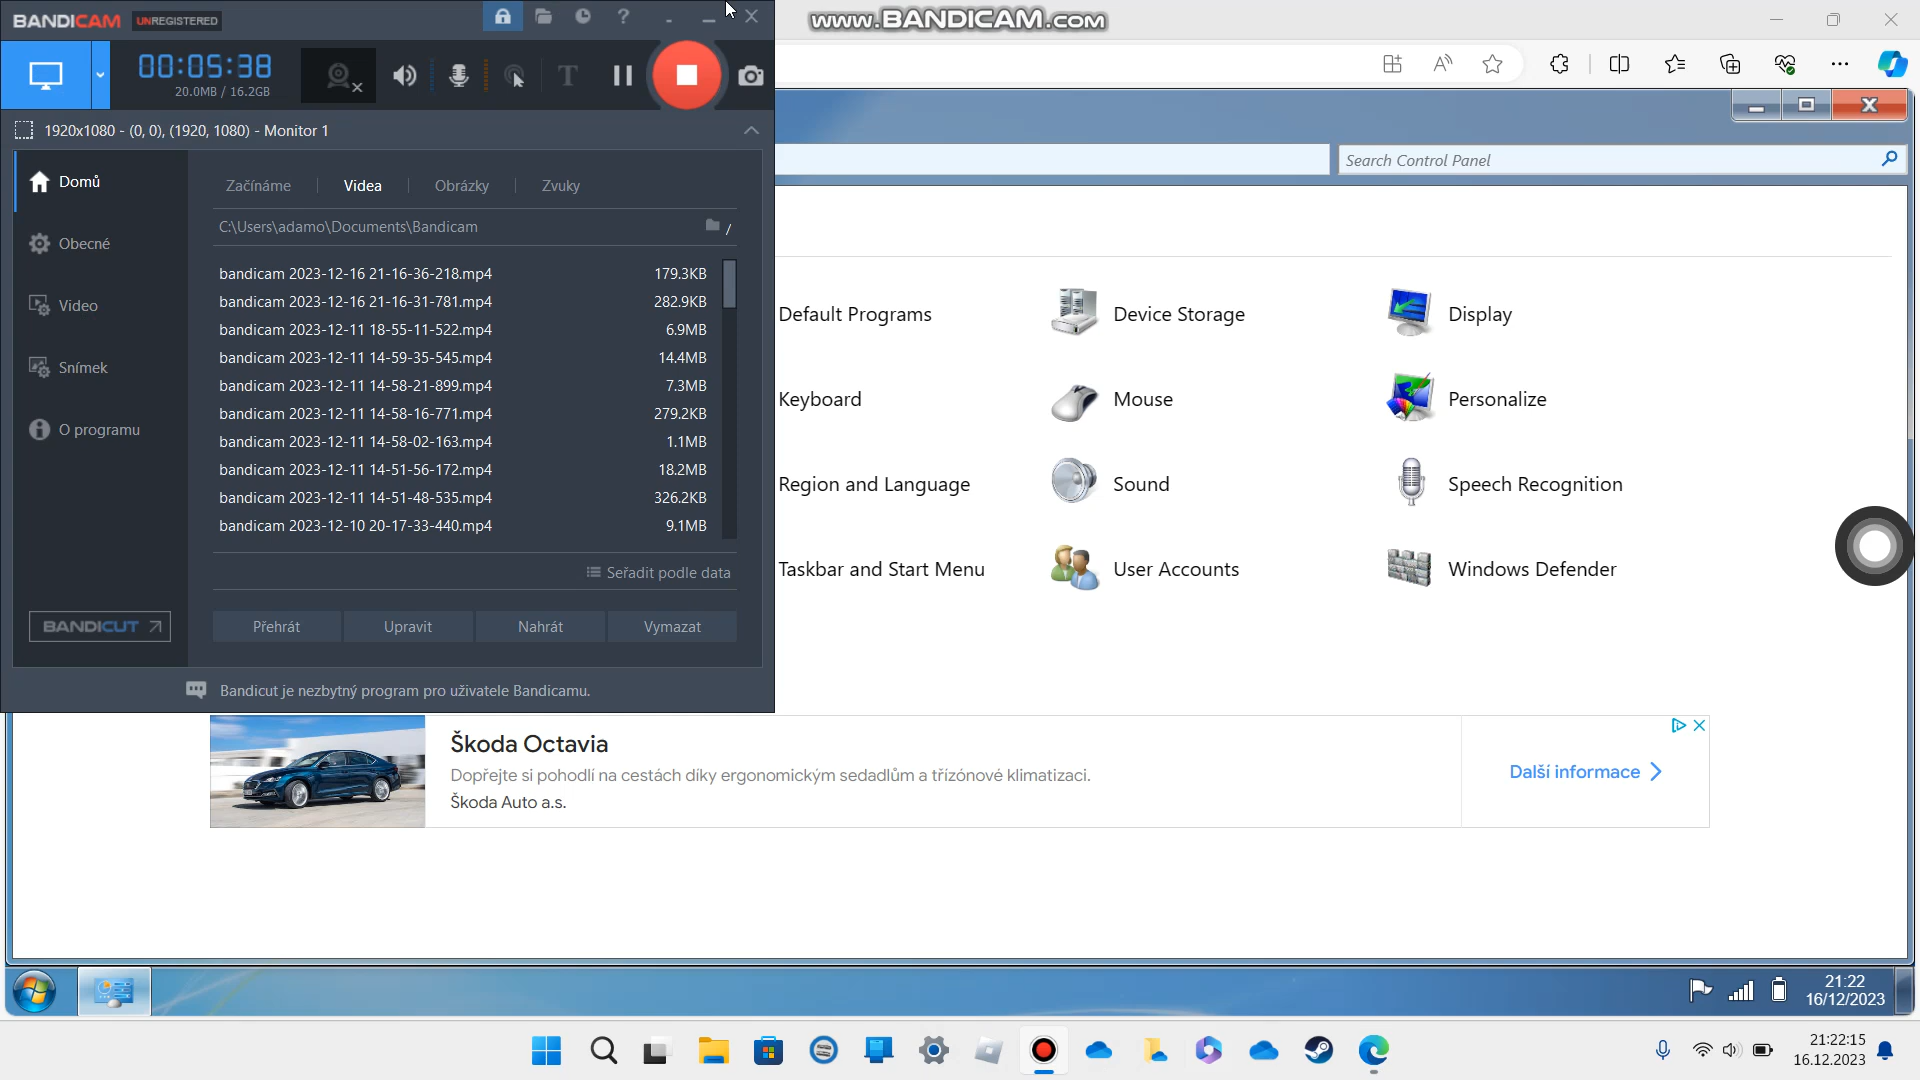 BANDICAM UNREGISTERED
www.BANDICAM.com
00:05:38
20.0MB / 16.2GB
1920x1080 - (0, 0), (1920, 1080) - Monitor 1
Search Control Panel
Domů
Obecné
Video
Snímek
O programu
BANDICUT
Začínáme
Videa
Obrázky
Zvuky
C:\Users\adamo\Documents\Bandicam
bandicam 2023-12-16 21-16-36-218.mp4 179.3KB
bandicam 2023-12-16 21-16-31-781.mp4 282.9KB
bandicam 2023-12-11 18-55-11-522.mp4 6.9MB
bandicam 2023-12-11 14-59-35-545.mp4 14.4MB
bandicam 2023-12-11 14-58-21-899.mp4 7.3MB
bandicam 2023-12-11 14-58-16-771.mp4 279.2KB
bandicam 2023-12-11 14-58-02-163.mp4 1.1MB
bandicam 2023-12-11 14-51-56-172.mp4 18.2MB
bandicam 2023-12-11 14-51-48-535.mp4 326.2KB
bandicam 2023-12-10 20-17-33-440.mp4 9.1MB
Seřadit podle data
Přehrát
Upravit
Nahrát
Vymazat
Bandicut je nezbytný program pro uživatele Bandicamu.
Default Programs
Device Storage
Display
Keyboard
Mouse
Personalize
Region and Language
Sound
Speech Recognition
Taskbar and Start Menu
User Accounts
Windows Defender
Škoda Octavia
Dopřejte si pohodlí na cestách díky ergonomickým sedadlům a třízónové klimatizaci.
Škoda Auto a.s.
Další informace
21:22
16/12/2023
21:22:15
16.12.2023